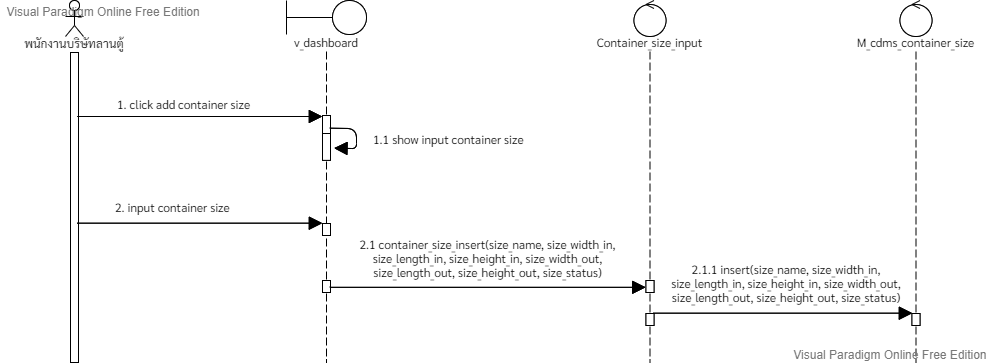 Visual Paradigm Online Free Edition
พนักงานบริษัทลานตู้
v_dashboard
Container_size_input
M_cdms_container_size
1. click add container size
1.1 show input container size
2. input container size
2.1 container_size_insert(size_name, size_width_in,
size_length_in, size_height_in, size_width_out,
size_length_out, size_height_out, size_status)
2.1.1 insert(size_name, size_width_in,
size_length_in, size_height_in, size_width_out,
size_length_out, size_height_out, size_status)
Visual Paradigm Online Free Edition